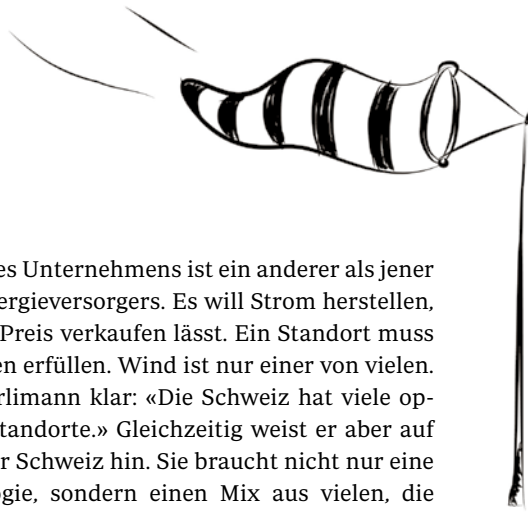 es Unternehmens ist ein anderer als jener
ergieversorgers. Es will Strom herstellen,
Preis verkaufen lässt. Ein Standort muss
en erfüllen. Wind ist nur einer von vielen.
rlimann klar: «Die Schweiz hat viele op-
tandorte.» Gleichzeitig weist er aber auf
r Schweiz hin. Sie braucht nicht nur eine
gie, sondern einen Mix aus vielen, die